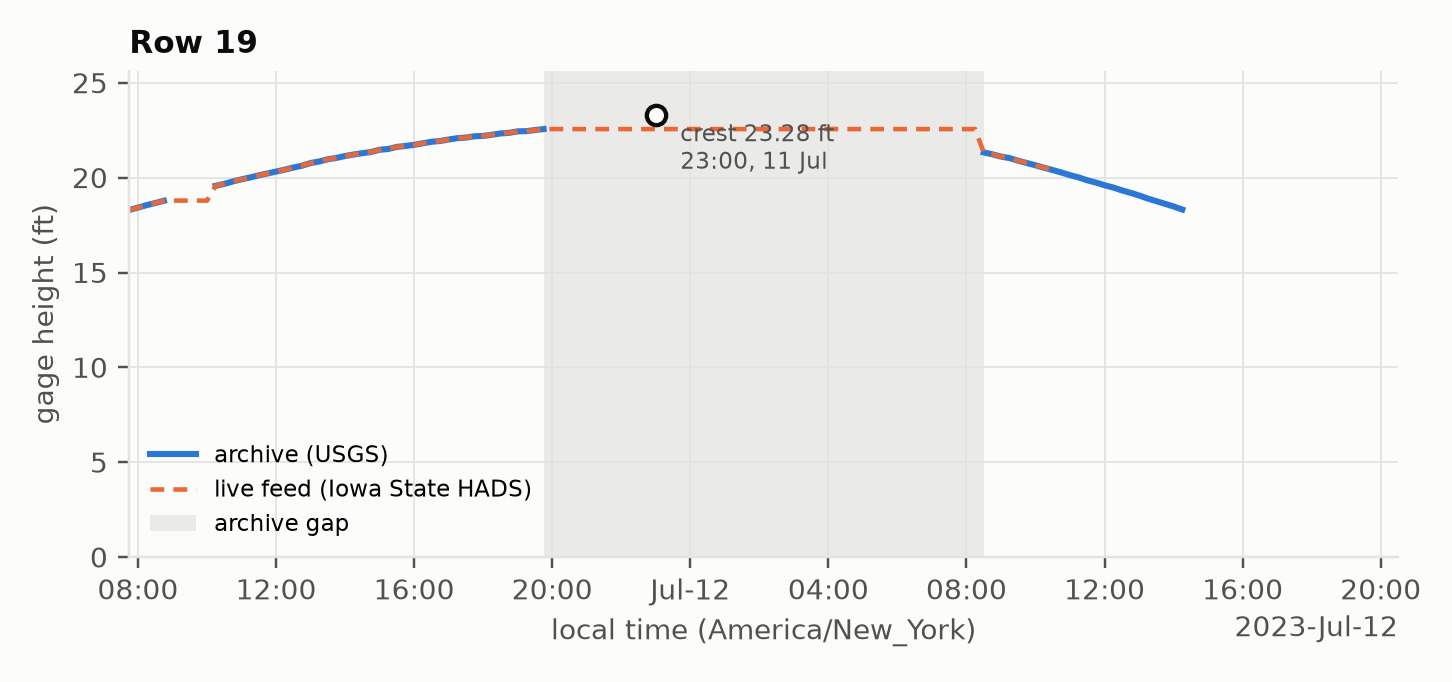 Row 19
25
20
15
10
5
0
gage height (ft)
crest 23.28 ft
23:00, 11 Jul
archive (USGS)
live feed (Iowa State HADS)
archive gap
08:00 12:00 16:00 20:00 Jul-12 04:00 08:00 12:00 16:00 20:00
local time (America/New_York)
2023-Jul-12